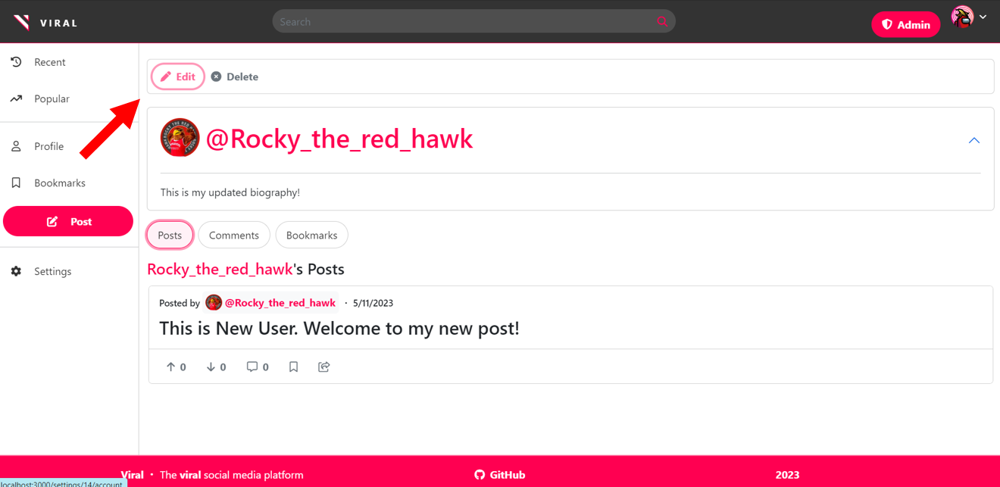 VIRAL
Search
Admin
Recent
Popular
Profile
Bookmarks
Post
Settings
Edit
Delete
@Rocky_the_red_hawk
This is my updated biography!
Posts
Comments
Bookmarks
Rocky_the_red_hawk's Posts
Posted by @Rocky_the_red_hawk · 5/11/2023
This is New User. Welcome to my new post!
0 0 0
Viral · The viral social media platform
GitHub
2023
localhost:3000/settings/14/account